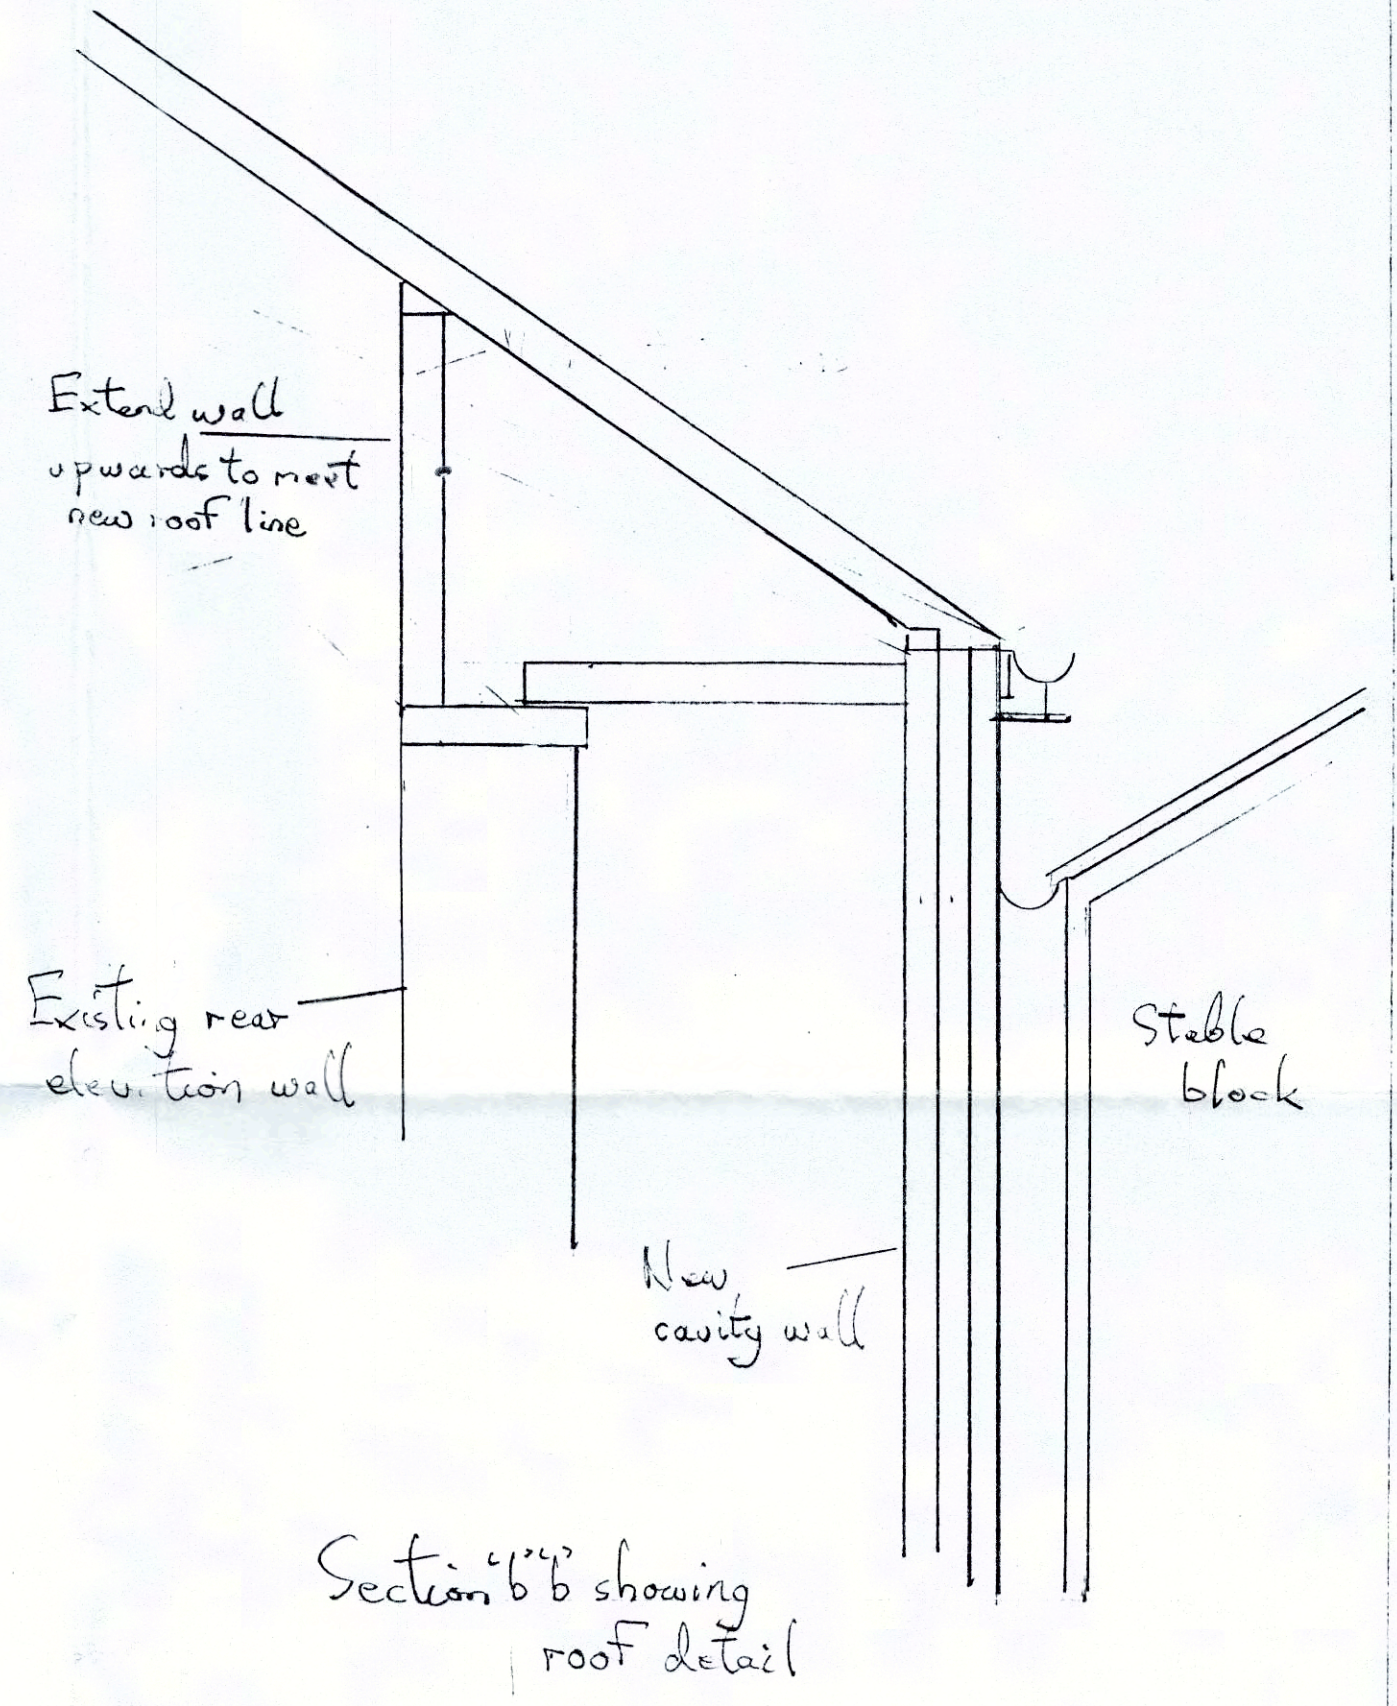 Extend wall
upwards to meet
new roof line
Existing rear
elevation wall
Stable
block
New
cavity wall
Section "b" "b" showing
roof detail